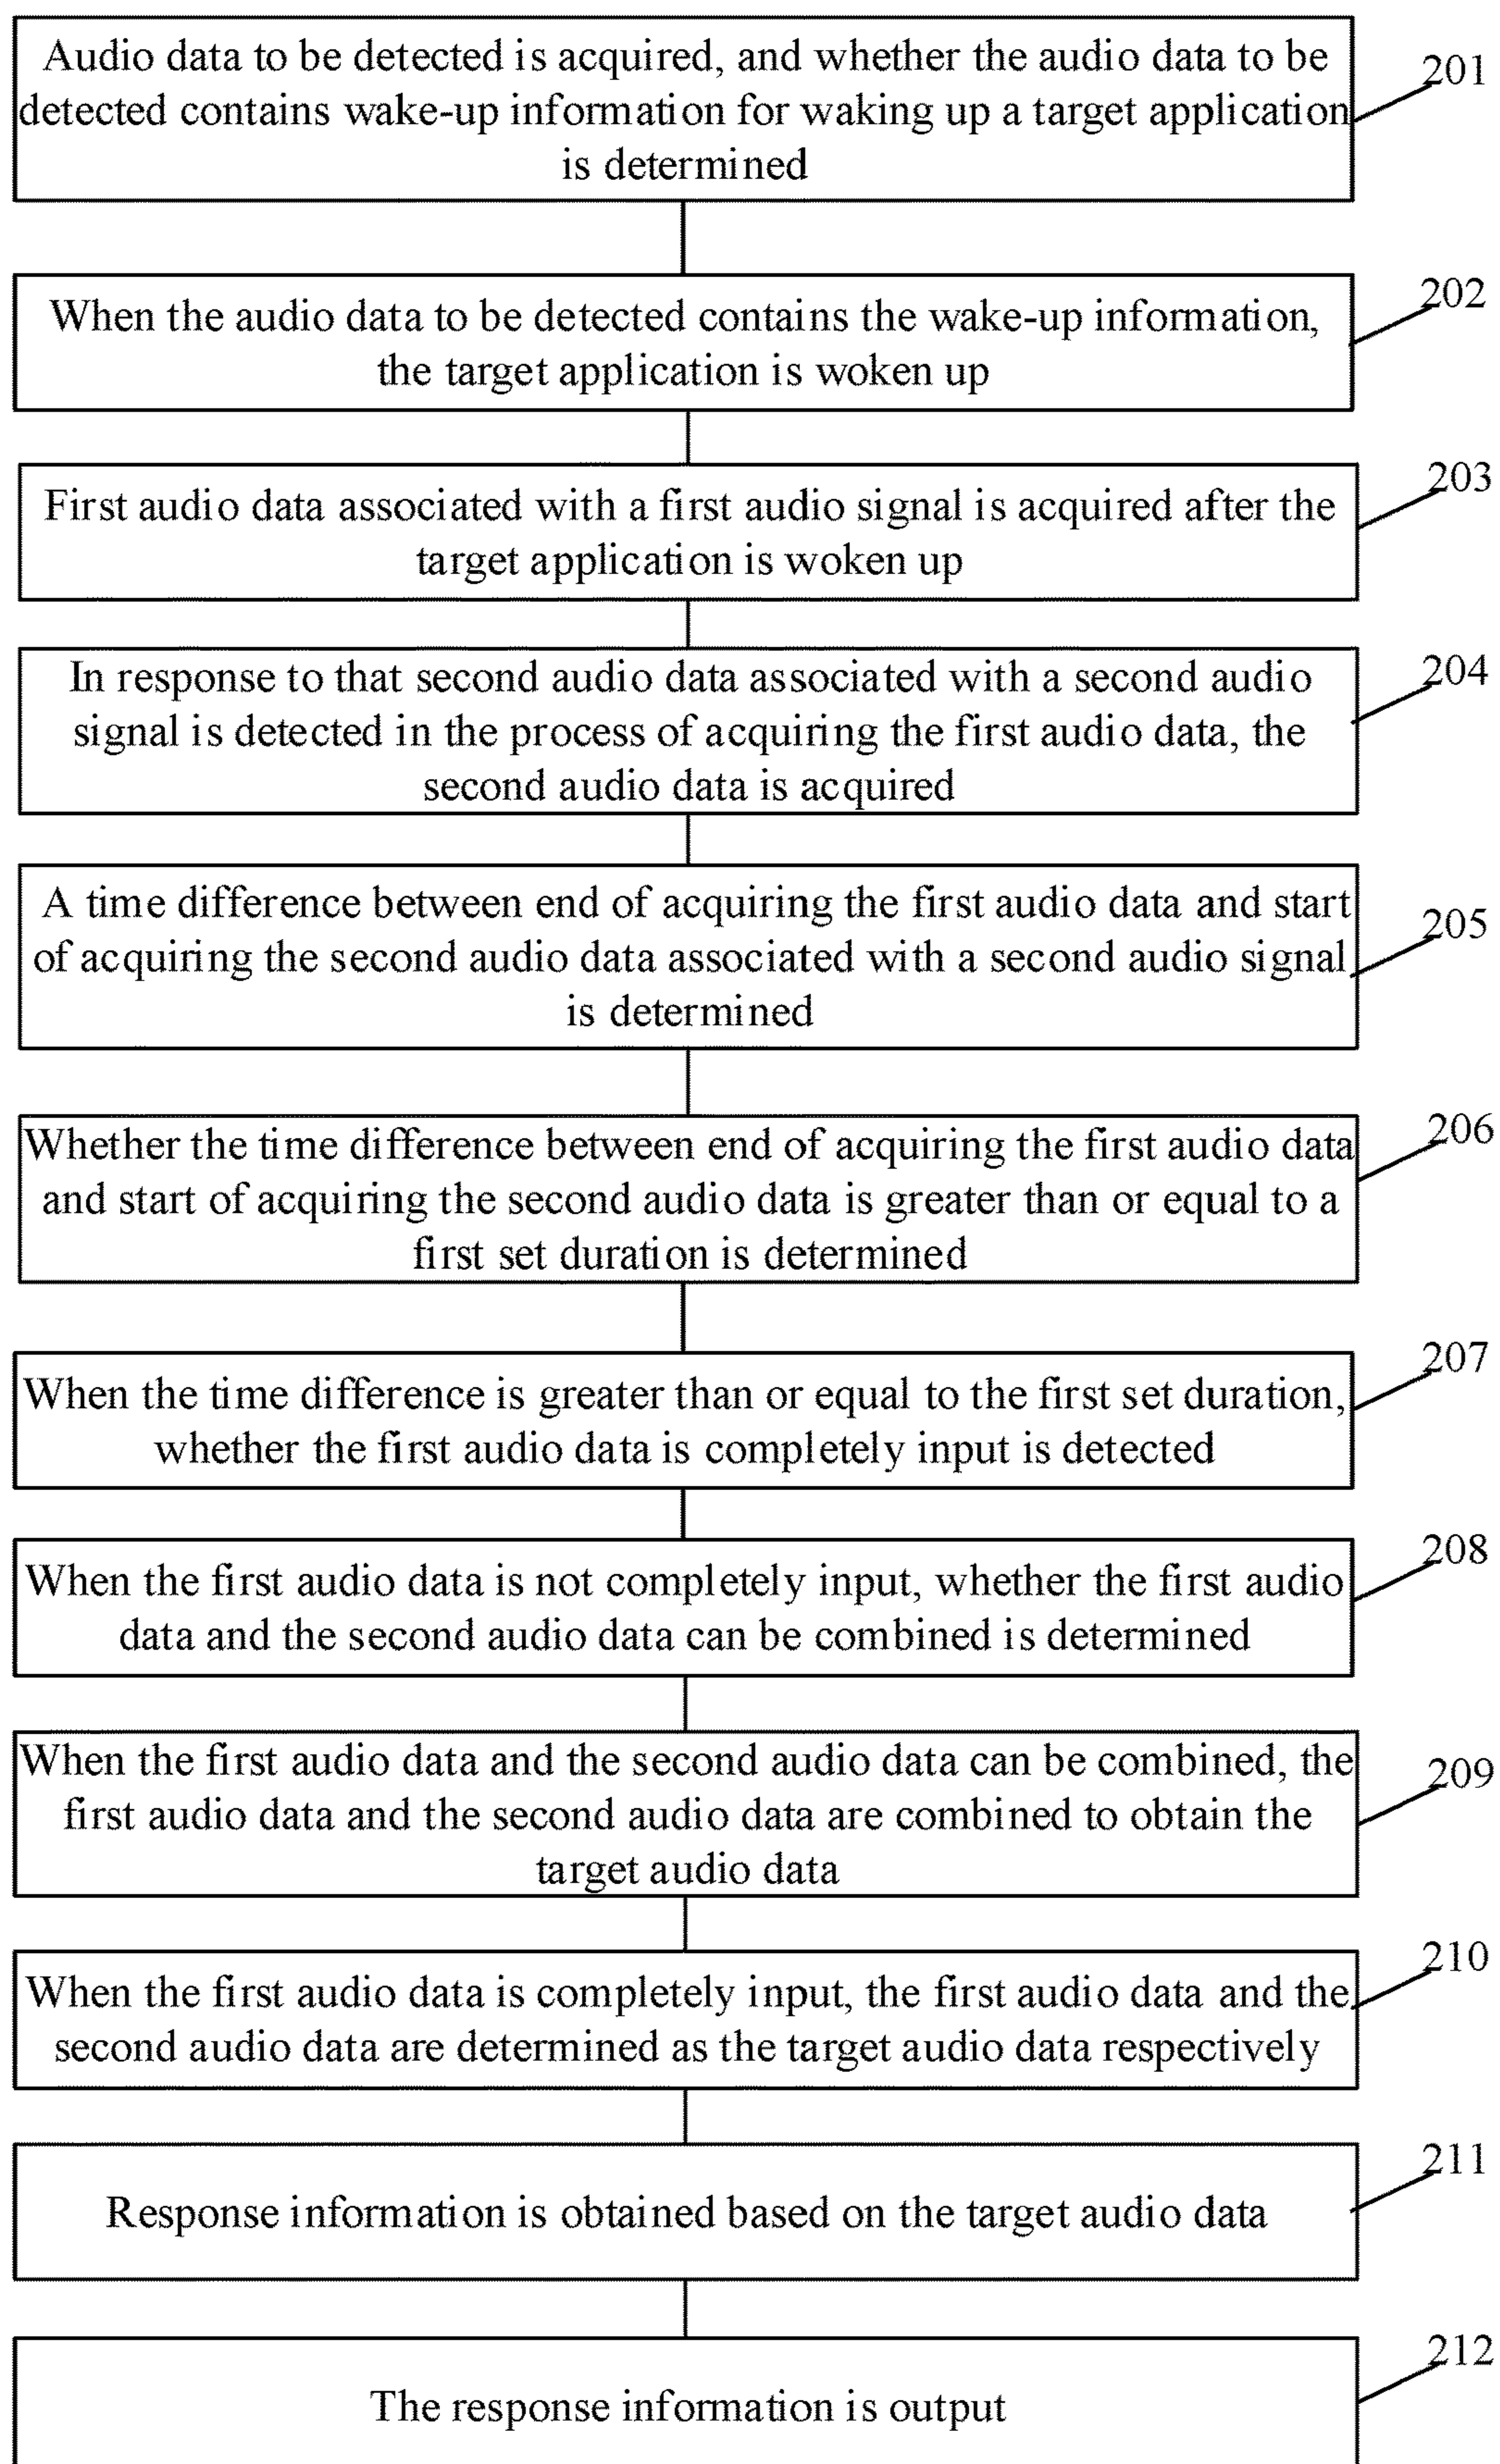 Audio data to be detected is acquired, and whether the audio data to be
detected contains wake-up information for waking up a target application
is determined
201
When the audio data to be detected contains the wake-up information,
the target application is woken up
202
First audio data associated with a first audio signal is acquired after the
target application is woken up
203
In response to that second audio data associated with a second audio
signal is detected in the process of acquiring the first audio data, the
second audio data is acquired
204
A time difference between end of acquiring the first audio data and start
of acquiring the second audio data associated with a second audio signal
is determined
205
Whether the time difference between end of acquiring the first audio data
and start of acquiring the second audio data is greater than or equal to a
first set duration is determined
206
When the time difference is greater than or equal to the first set duration,
whether the first audio data is completely input is detected
207
When the first audio data is not completely input, whether the first audio
data and the second audio data can be combined is determined
208
When the first audio data and the second audio data can be combined, the
first audio data and the second audio data are combined to obtain the
target audio data
209
When the first audio data is completely input, the first audio data and the
second audio data are determined as the target audio data respectively
210
Response information is obtained based on the target audio data
211
The response information is output
212